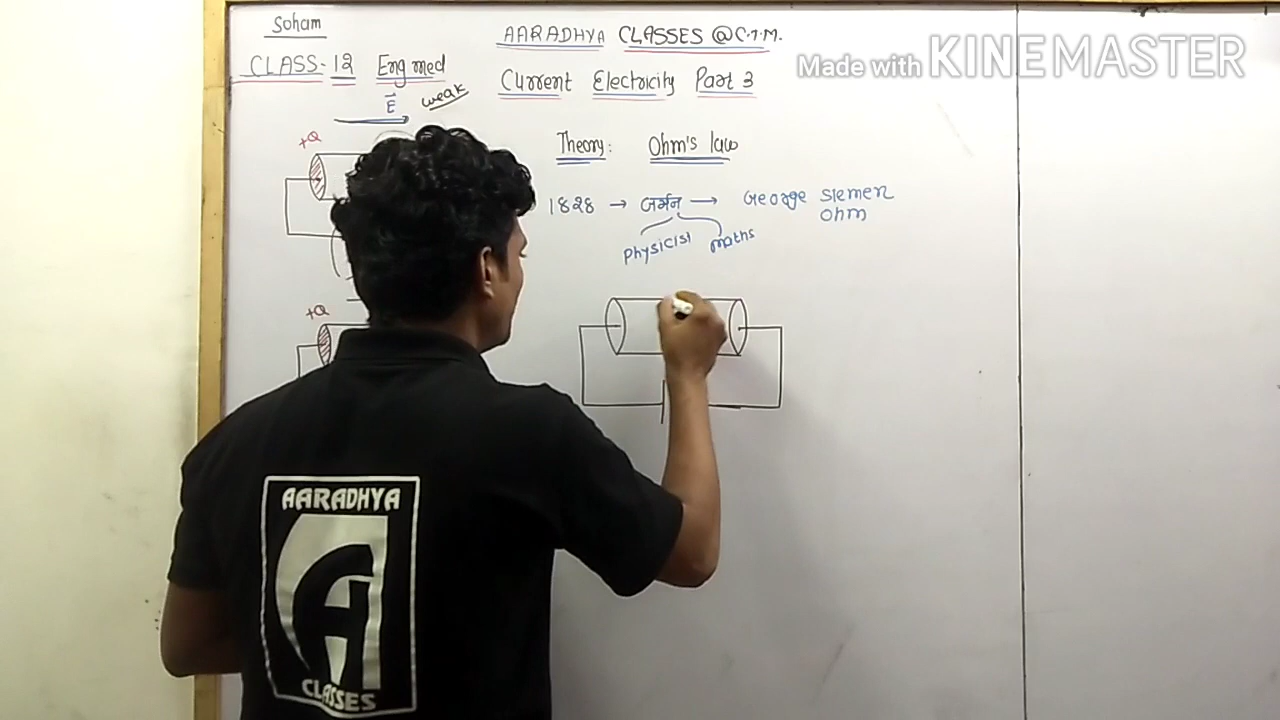 Soham
AARADHYA CLASSES @ C.T.M.
Made with KINEMASTER
CLASS-12 Eng med
Current Electricity Part 3
E weak
+Q
Theory: Ohm's law
1828 → जर्मन → George Siemen
Ohm
Physicist maths
+Q
AARADHYA
A
CLASSES